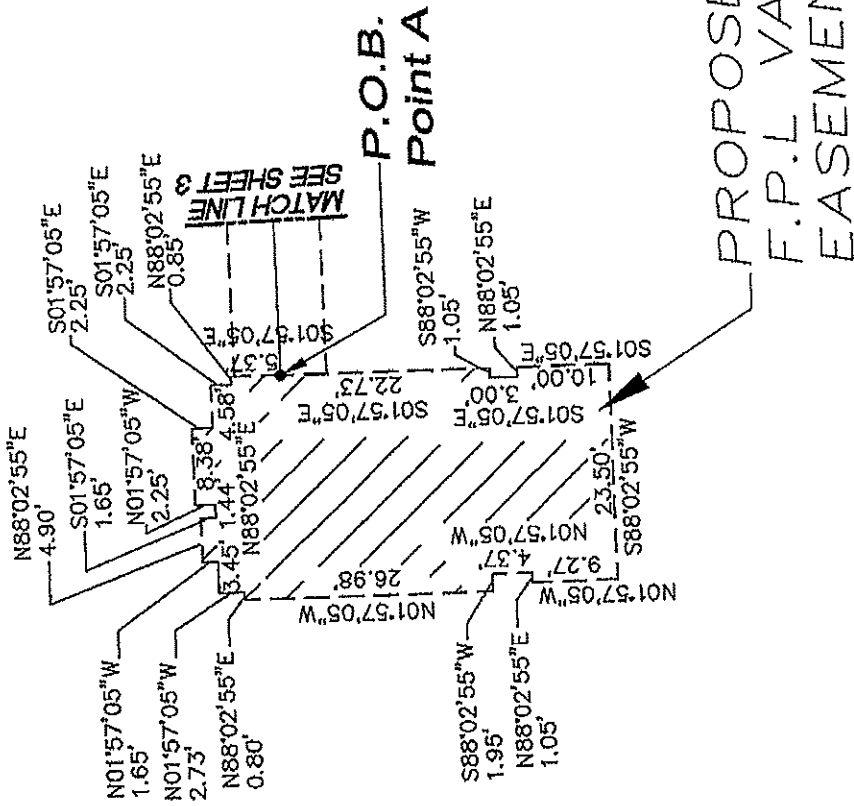 S01°57'05"E
2.25'
S01°57'05"E
2.25'
N88°02'55"E
0.85'
MATCH LINE
SEE SHEET 3
P.O.B.
Point A
N88°02'55"E
4.90'
S01°57'05"E
1.65'
N01°57'05"W
2.25'
8.38'
4.58'
S01°57'05"E
5.37'
N01°57'05"W
1.65'
N01°57'05"W
2.73'
N88°02'55"E
0.80'
3.45'
1.44'
N88°02'55"E
22.73'
S01°57'05"E
S88°02'55"W
1.05'
N88°02'55"E
1.05'
26.98'
N01°57'05"W
3.00'
S01°57'05"E
10.00'
S01°57'05"E
S88°02'55"W
1.95'
N88°02'55"E
1.05'
4.37'
N01°57'05"W
9.27'
N01°57'05"W
23.50'
S88°02'55"W
PROPOSE
F.P.L VA
EASEMEN